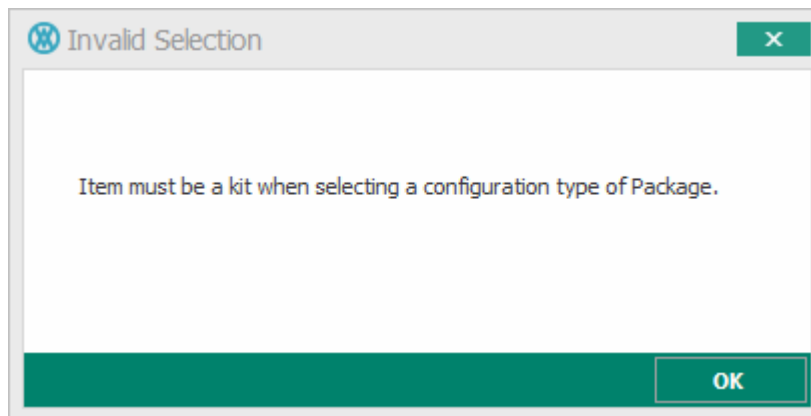 Invalid Selection
Item must be a kit when selecting a configuration type of Package.
OK